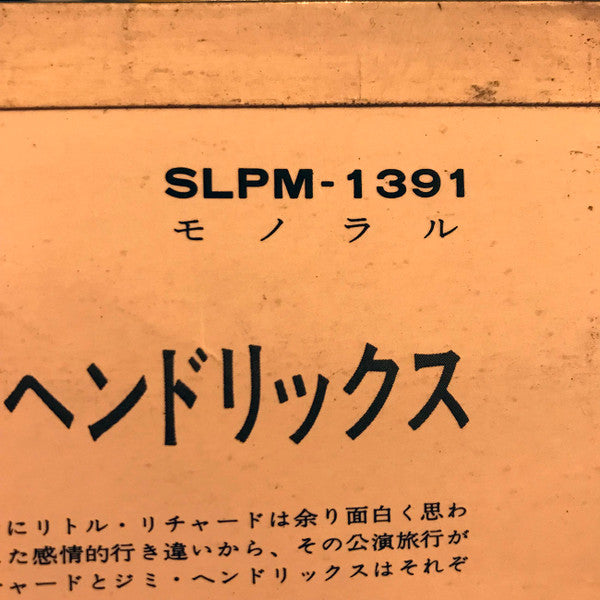 SLPM-1391
モノラル
ヘンドリックス
にリトル・リチャードは余り面白く思わ
た感情的行き違いから、その公演旅行が
チャードとジミ・ヘンドリックスはそれぞ